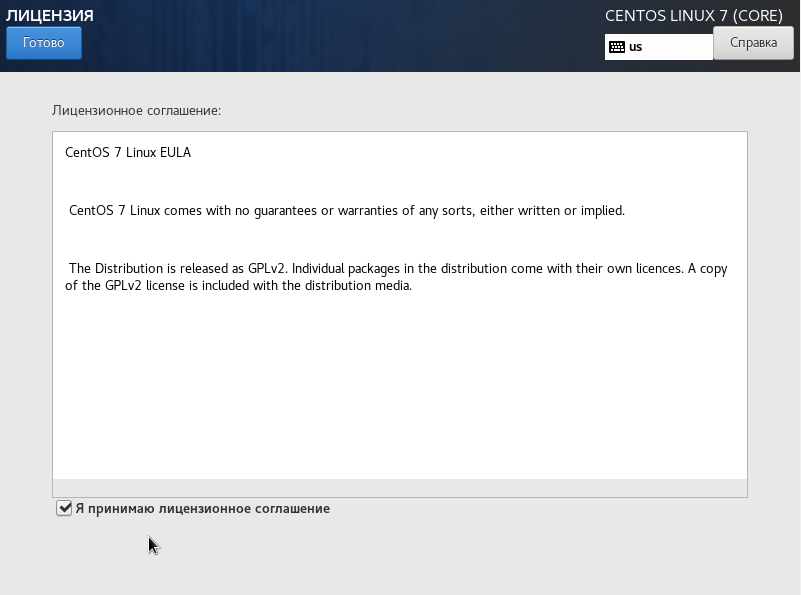 ЛИЦЕНЗИЯ
CENTOS LINUX 7 (CORE)
Готово
us
Справка
Лицензионное соглашение:
CentOS 7 Linux EULA
CentOS 7 Linux comes with no guarantees or warranties of any sorts, either written or implied.
The Distribution is released as GPLv2. Individual packages in the distribution come with their own licences. A copy
of the GPLv2 license is included with the distribution media.
Я принимаю лицензионное соглашение